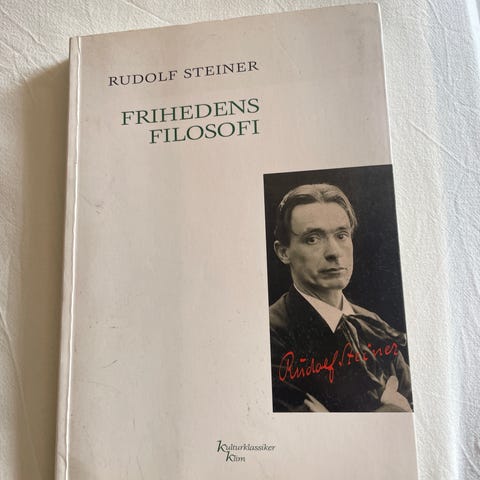 RUDOLF STEINER
FRIHEDENS
FILOSOFI
Rudolf Steiner
Kulturklassiker
Klim